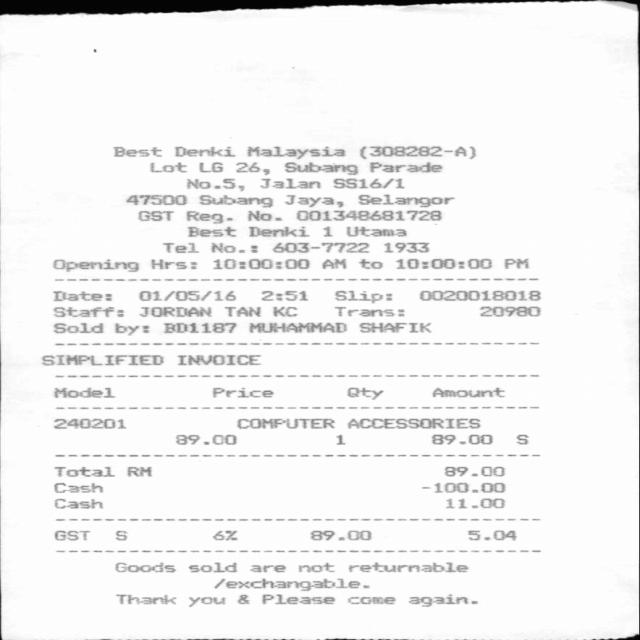 Best Denki Malaysia (308282-A)
Lot LG 26, Subang Parade
No.5, Jalan SS16/1
47500 Subang Jaya, Selangor
GST Reg. No. 001348681728
Best Denki 1 Utama
Tel No.: 603-7722 1933
Opening Hrs: 10:00:00 AM to 10:00:00 PM
Date: 01/05/16 2:51 Slip: 0020018018
Staff: JORDAN TAN KC Trans: 20980
Sold by: BD1187 MUHAMMAD SHAFIK
SIMPLIFIED INVOICE
Model Price Qty Amount
240201 COMPUTER ACCESSORIES
89.00 1 89.00 S
Total RM 89.00
Cash -100.00
Cash 11.00
GST S 6% 89.00 5.04
Goods sold are not returnable
/exchangable.
Thank you & Please come again.